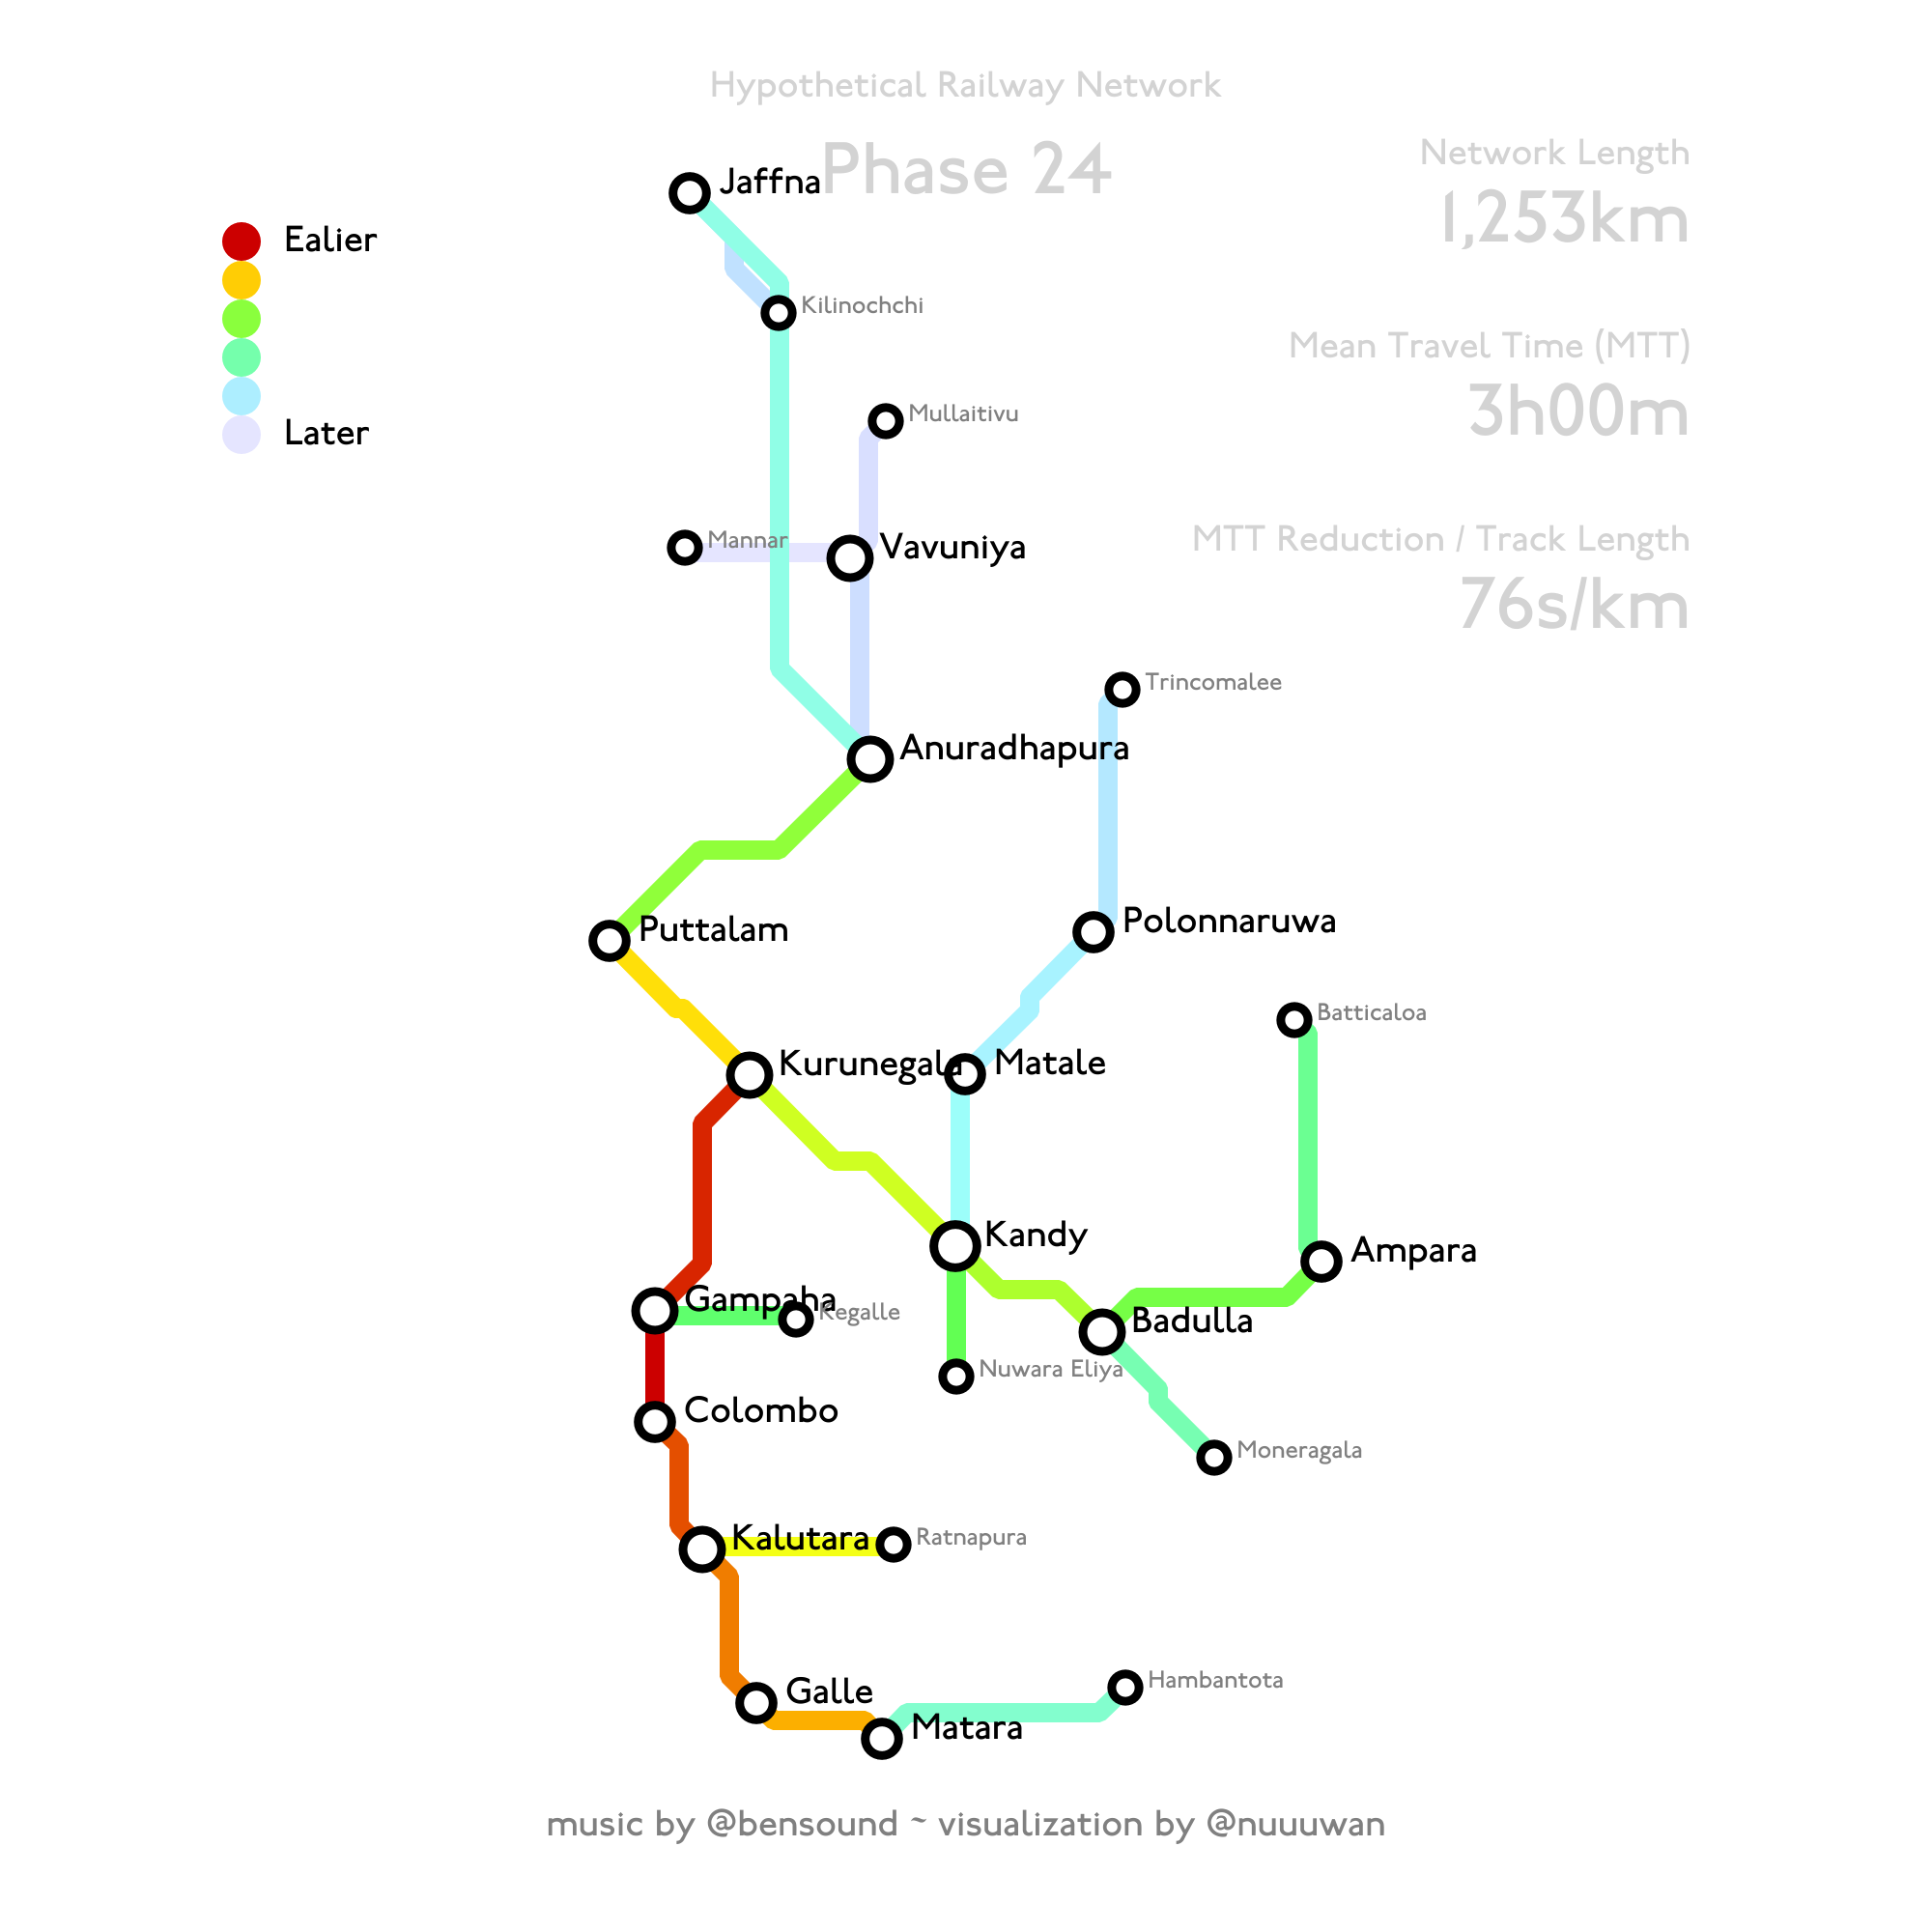 Hypothetical Railway Network
Phase 24
Network Length
1,253km
Mean Travel Time (MTT)
3h00m
MTT Reduction / Track Length
76s/km
Ealier
Later
Jaffna
Kilinochchi
Mullaitivu
Mannar
Vavuniya
Trincomalee
Anuradhapura
Puttalam
Polonnaruwa
Batticaloa
Kurunegala
Matale
Kandy
Ampara
Gampaha
Kegalle
Badulla
Nuwara Eliya
Colombo
Moneragala
Kalutara
Ratnapura
Galle
Hambantota
Matara
music by @bensound ~ visualization by @nuuuwan